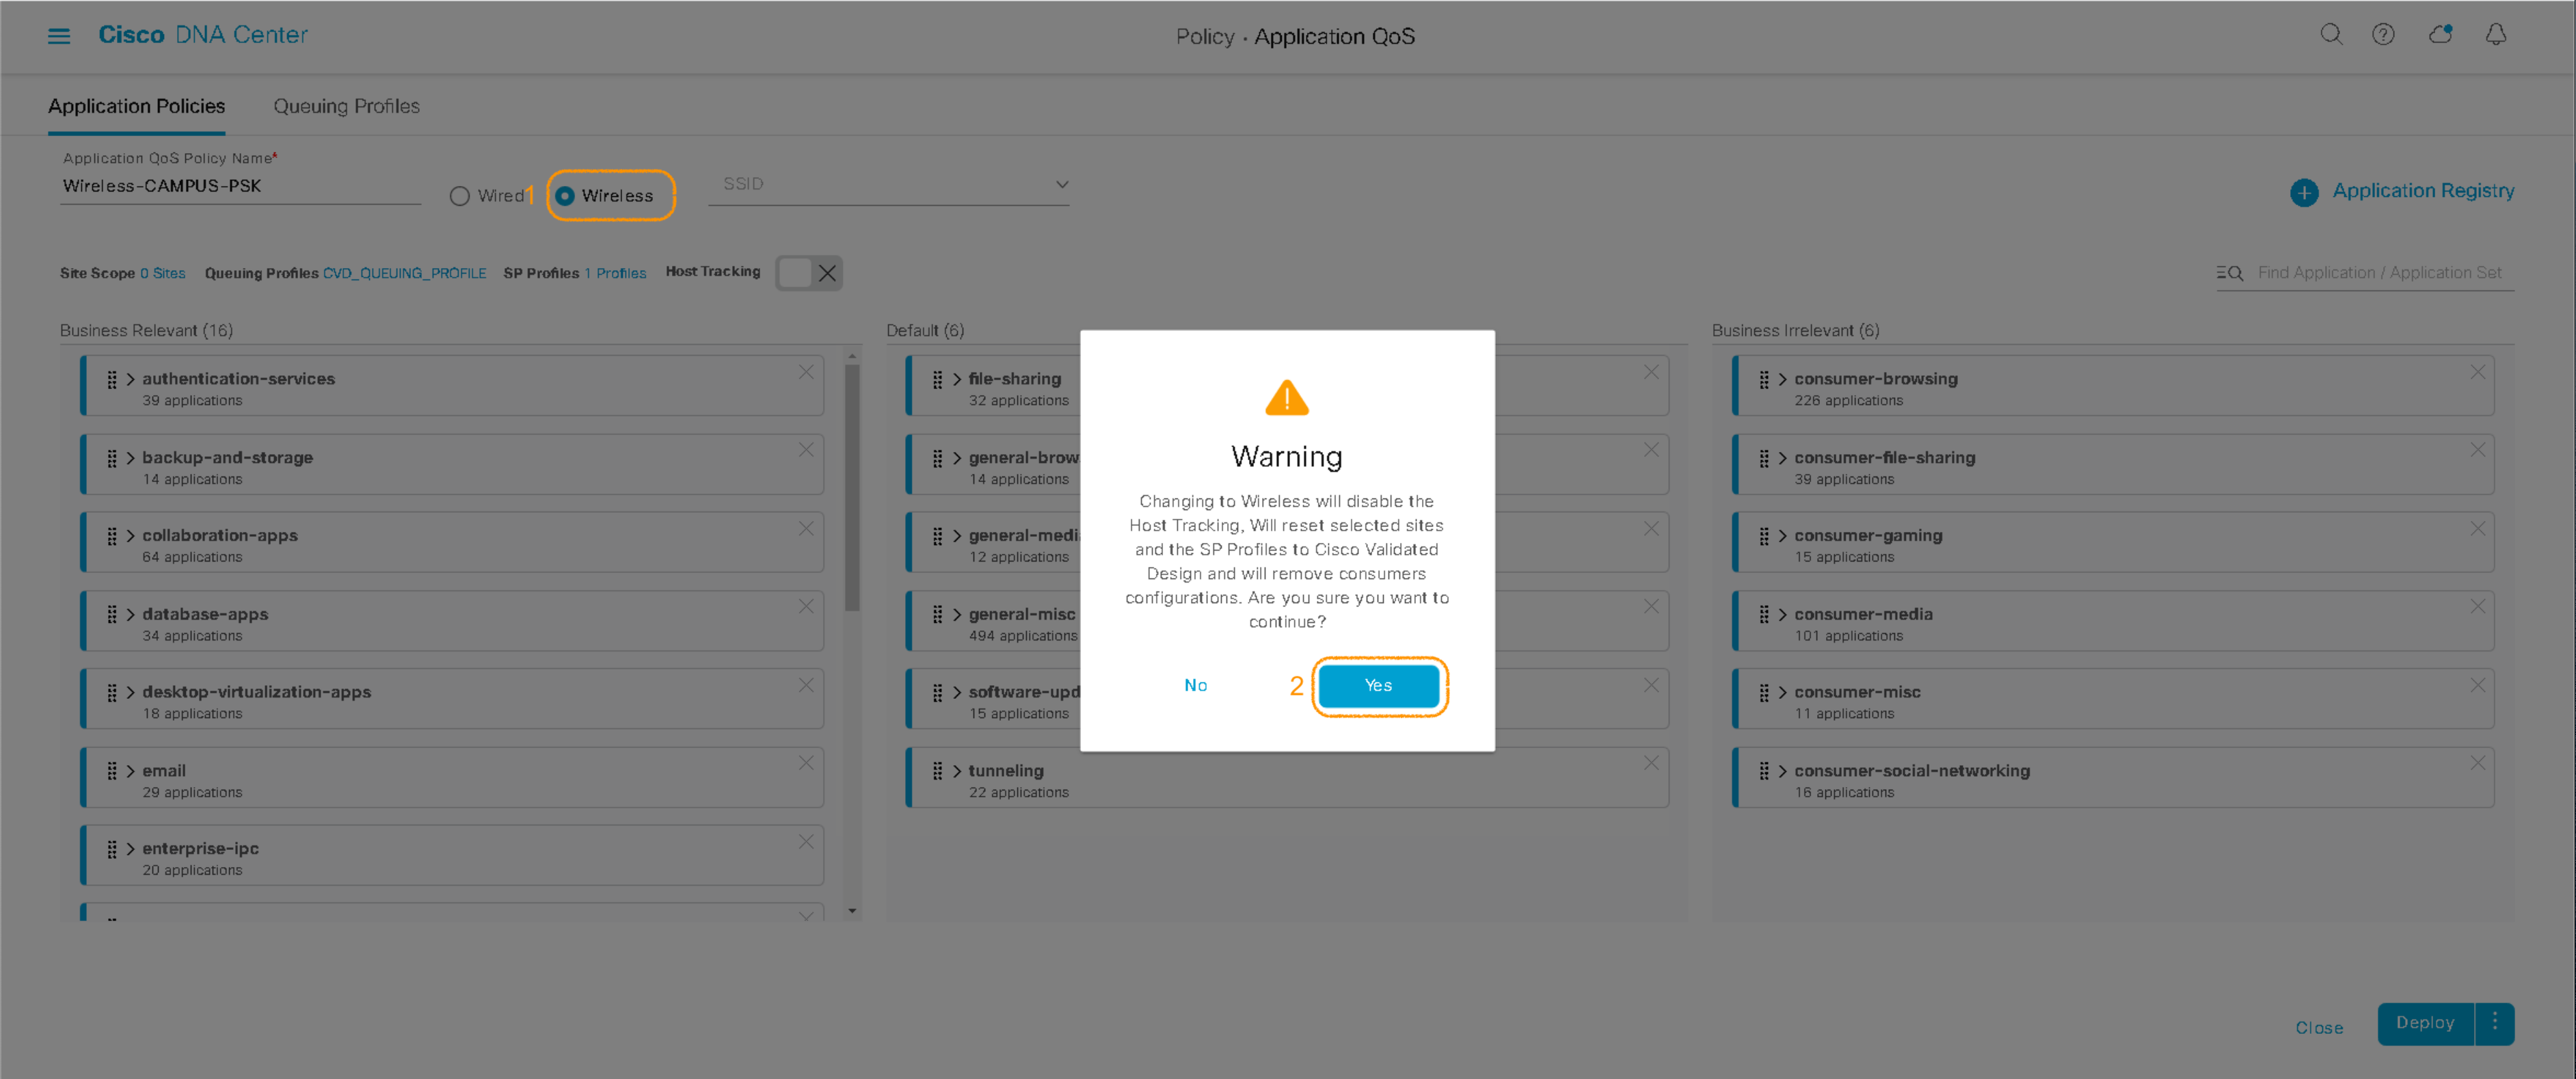 Cisco DNA Center
Policy · Application QoS
Application Policies
Queuing Profiles
Application QoS Policy Name*
Wireless-CAMPUS-PSK
Wired
1
Wireless
SSID
Application Registry
Site Scope 0 Sites
Queuing Profiles CVD_QUEUING_PROFILE
SP Profiles 1 Profiles
Host Tracking
Find Application / Application Set
Business Relevant (16)
authentication-services
39 applications
backup-and-storage
14 applications
collaboration-apps
64 applications
database-apps
34 applications
desktop-virtualization-apps
18 applications
email
29 applications
enterprise-ipc
20 applications
Default (6)
file-sharing
32 applications
general-brow
14 applications
general-medi
12 applications
general-misc
494 applications
software-upd
15 applications
tunneling
22 applications
Business Irrelevant (6)
consumer-browsing
226 applications
consumer-file-sharing
39 applications
consumer-gaming
15 applications
consumer-media
101 applications
consumer-misc
11 applications
consumer-social-networking
16 applications
Warning
Changing to Wireless will disable the
Host Tracking, Will reset selected sites
and the SP Profiles to Cisco Validated
Design and will remove consumers
configurations. Are you sure you want to
continue?
No
2
Yes
Close
Deploy